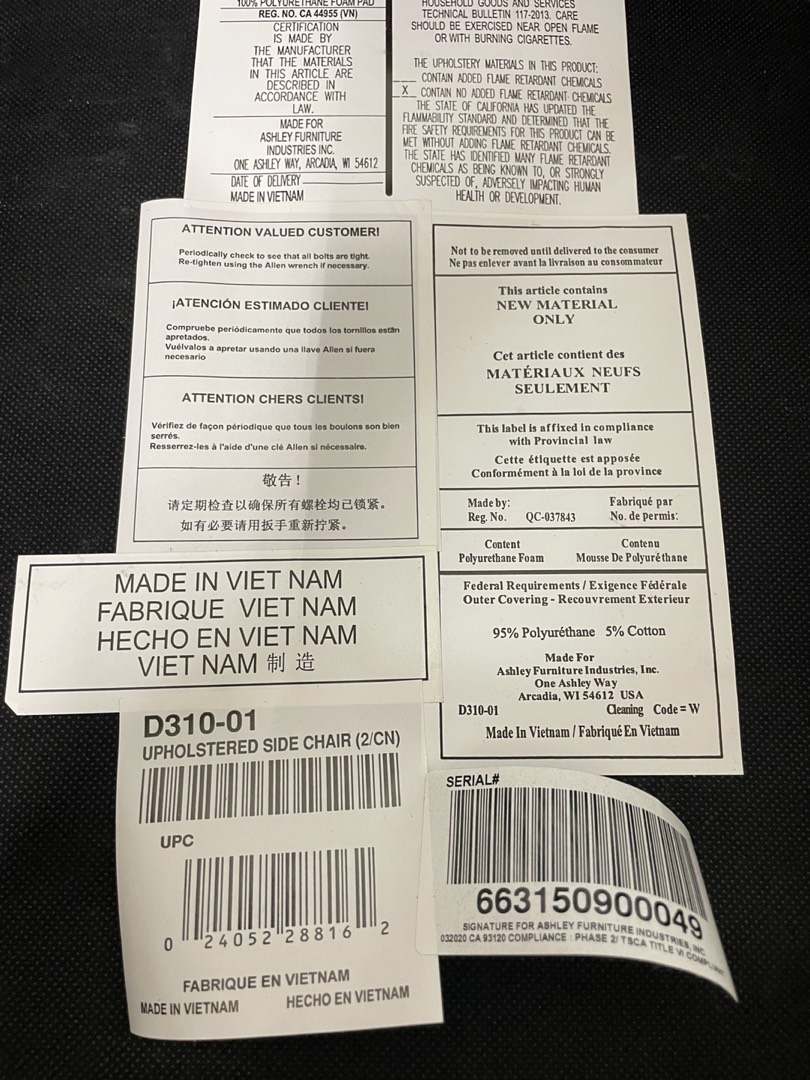 100% POLYURETHANE FOAM PAD
REG. NO. CA 44955 (VN)
CERTIFICATION
IS MADE BY
THE MANUFACTURER
THAT THE MATERIALS
IN THIS ARTICLE ARE
DESCRIBED IN
ACCORDANCE WITH
LAW.
MADE FOR
ASHLEY FURNITURE
INDUSTRIES INC.
ONE ASHLEY WAY, ARCADIA, WI 54612
DATE OF DELIVERY
MADE IN VIETNAM
HOUSEHOLD GOODS AND SERVICES
TECHNICAL BULLETIN 117-2013. CARE
SHOULD BE EXERCISED NEAR OPEN FLAME
OR WITH BURNING CIGARETTES.
THE UPHOLSTERY MATERIALS IN THIS PRODUCT:
____ CONTAIN ADDED FLAME RETARDANT CHEMICALS
__X__ CONTAIN NO ADDED FLAME RETARDANT CHEMICALS
THE STATE OF CALIFORNIA HAS UPDATED THE
FLAMMABILITY STANDARD AND DETERMINED THAT THE
FIRE SAFETY REQUIREMENTS FOR THIS PRODUCT CAN BE
MET WITHOUT ADDING FLAME RETARDANT CHEMICALS.
THE STATE HAS IDENTIFIED MANY FLAME RETARDANT
CHEMICALS AS BEING KNOWN TO, OR STRONGLY
SUSPECTED OF, ADVERSELY IMPACTING HUMAN
HEALTH OR DEVELOPMENT.
ATTENTION VALUED CUSTOMER!
Periodically check to see that all bolts are tight.
Re-tighten using the Allen wrench if necessary.
¡ATENCIÓN ESTIMADO CLIENTE!
Compruebe periódicamente que todos los tornillos están
apretados.
Vuélvalos a apretar usando una llave Allen si fuera
necesario
ATTENTION CHERS CLIENTS!
Vérifiez de façon périodique que tous les boulons son bien
serrés.
Resserrez-les à l'aide d'une clé Allen si nécessaire.
敬告！
请定期检查以确保所有螺栓均已锁紧。
如有必要请用扳手重新拧紧。
Not to be removed until delivered to the consumer
Ne pas enlever avant la livraison au consommateur
This article contains
NEW MATERIAL
ONLY
Cet article contient des
MATÉRIAUX NEUFS
SEULEMENT
This label is affixed in compliance
with Provincial law
Cette étiquette est apposée
Conformément à la loi de la province
Made by: Fabriqué par
Reg. No. QC-037843 No. de permis:
Content Contenu
Polyurethane Foam Mousse De Polyuréthane
Federal Requirements / Exigence Fédérale
Outer Covering - Recouvrement Exterieur
95% Polyuréthane 5% Cotton
Made For
Ashley Furniture Industries, Inc.
One Ashley Way
Arcadia, WI 54612 USA
D310-01 Cleaning Code = W
Made In Vietnam / Fabriqué En Vietnam
MADE IN VIET NAM
FABRIQUE VIET NAM
HECHO EN VIET NAM
VIET NAM 制 造
D310-01
UPHOLSTERED SIDE CHAIR (2/CN)
UPC
0 24052 28816 2
FABRIQUE EN VIETNAM
MADE IN VIETNAM HECHO EN VIETNAM
SERIAL#
663150900049
SIGNATURE FOR ASHLEY FURNITURE INDUSTRIES, INC.
032020 CA 93120 COMPLIANCE : PHASE 2/ TSCA TITLE VI COMPLIANT